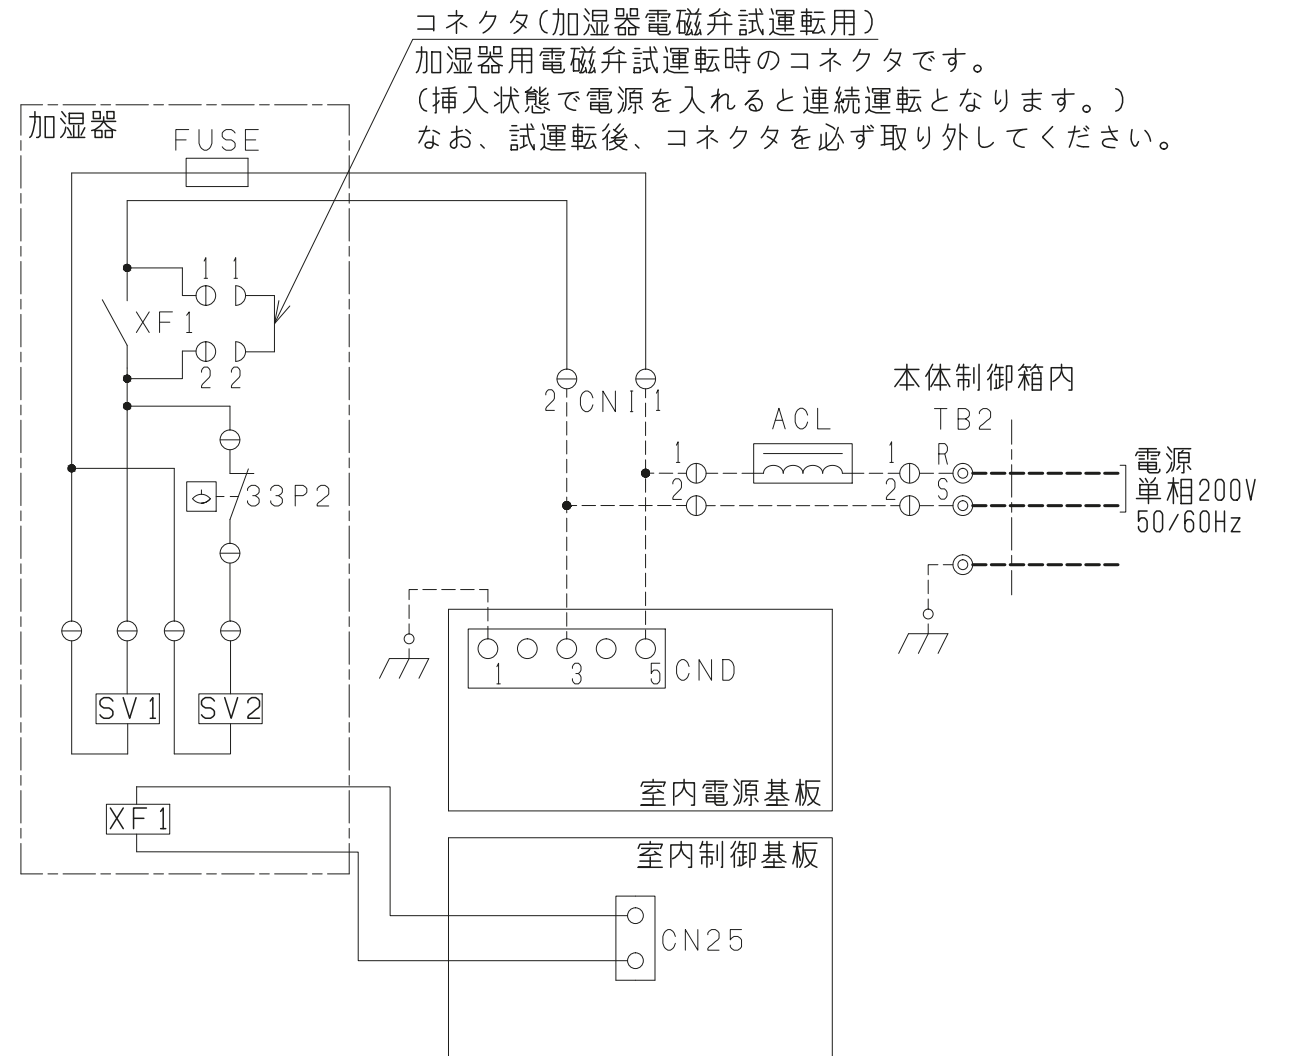 コネクタ(加湿器電磁弁試運転用)
加湿器用電磁弁試運転時のコネクタです。
(挿入状態で電源を入れると連続運転となります。)
なお、試運転後、コネクタを必ず取り外してください。
加湿器
FUSE
1 1
XF1
2 2
2 CNI 1
本体制御箱内
ACL
TB2
1
1
R
電源
単相200V
50/60Hz
2
2
S
33P2
1 3 5 CND
SV1
SV2
室内電源基板
XF1
室内制御基板
CN25